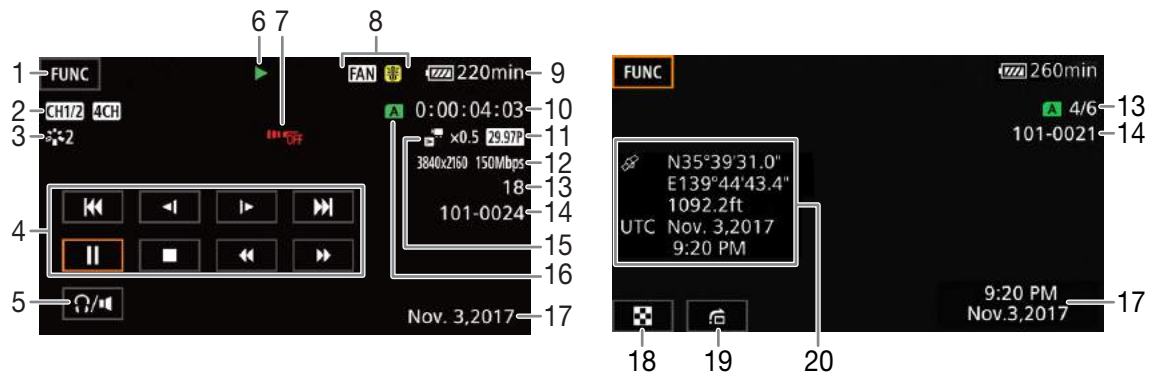 6 7 8
1 FUNC FAN 220min 9
2 CH1/2 4CH A 0:00:04:03 10
3 2 OFF ×0.5 29.97P 11
3840x2160 150Mbps 12
18 13
4 101-0024 14
15
16
5 Nov. 3,2017 17
FUNC 260min
A 4/6 13
101-0021 14
N35°39'31.0"
E139°44'43.4"
1092.2ft
UTC Nov. 3,2017
9:20 PM
9:20 PM
Nov.3,2017 17
18 19 20